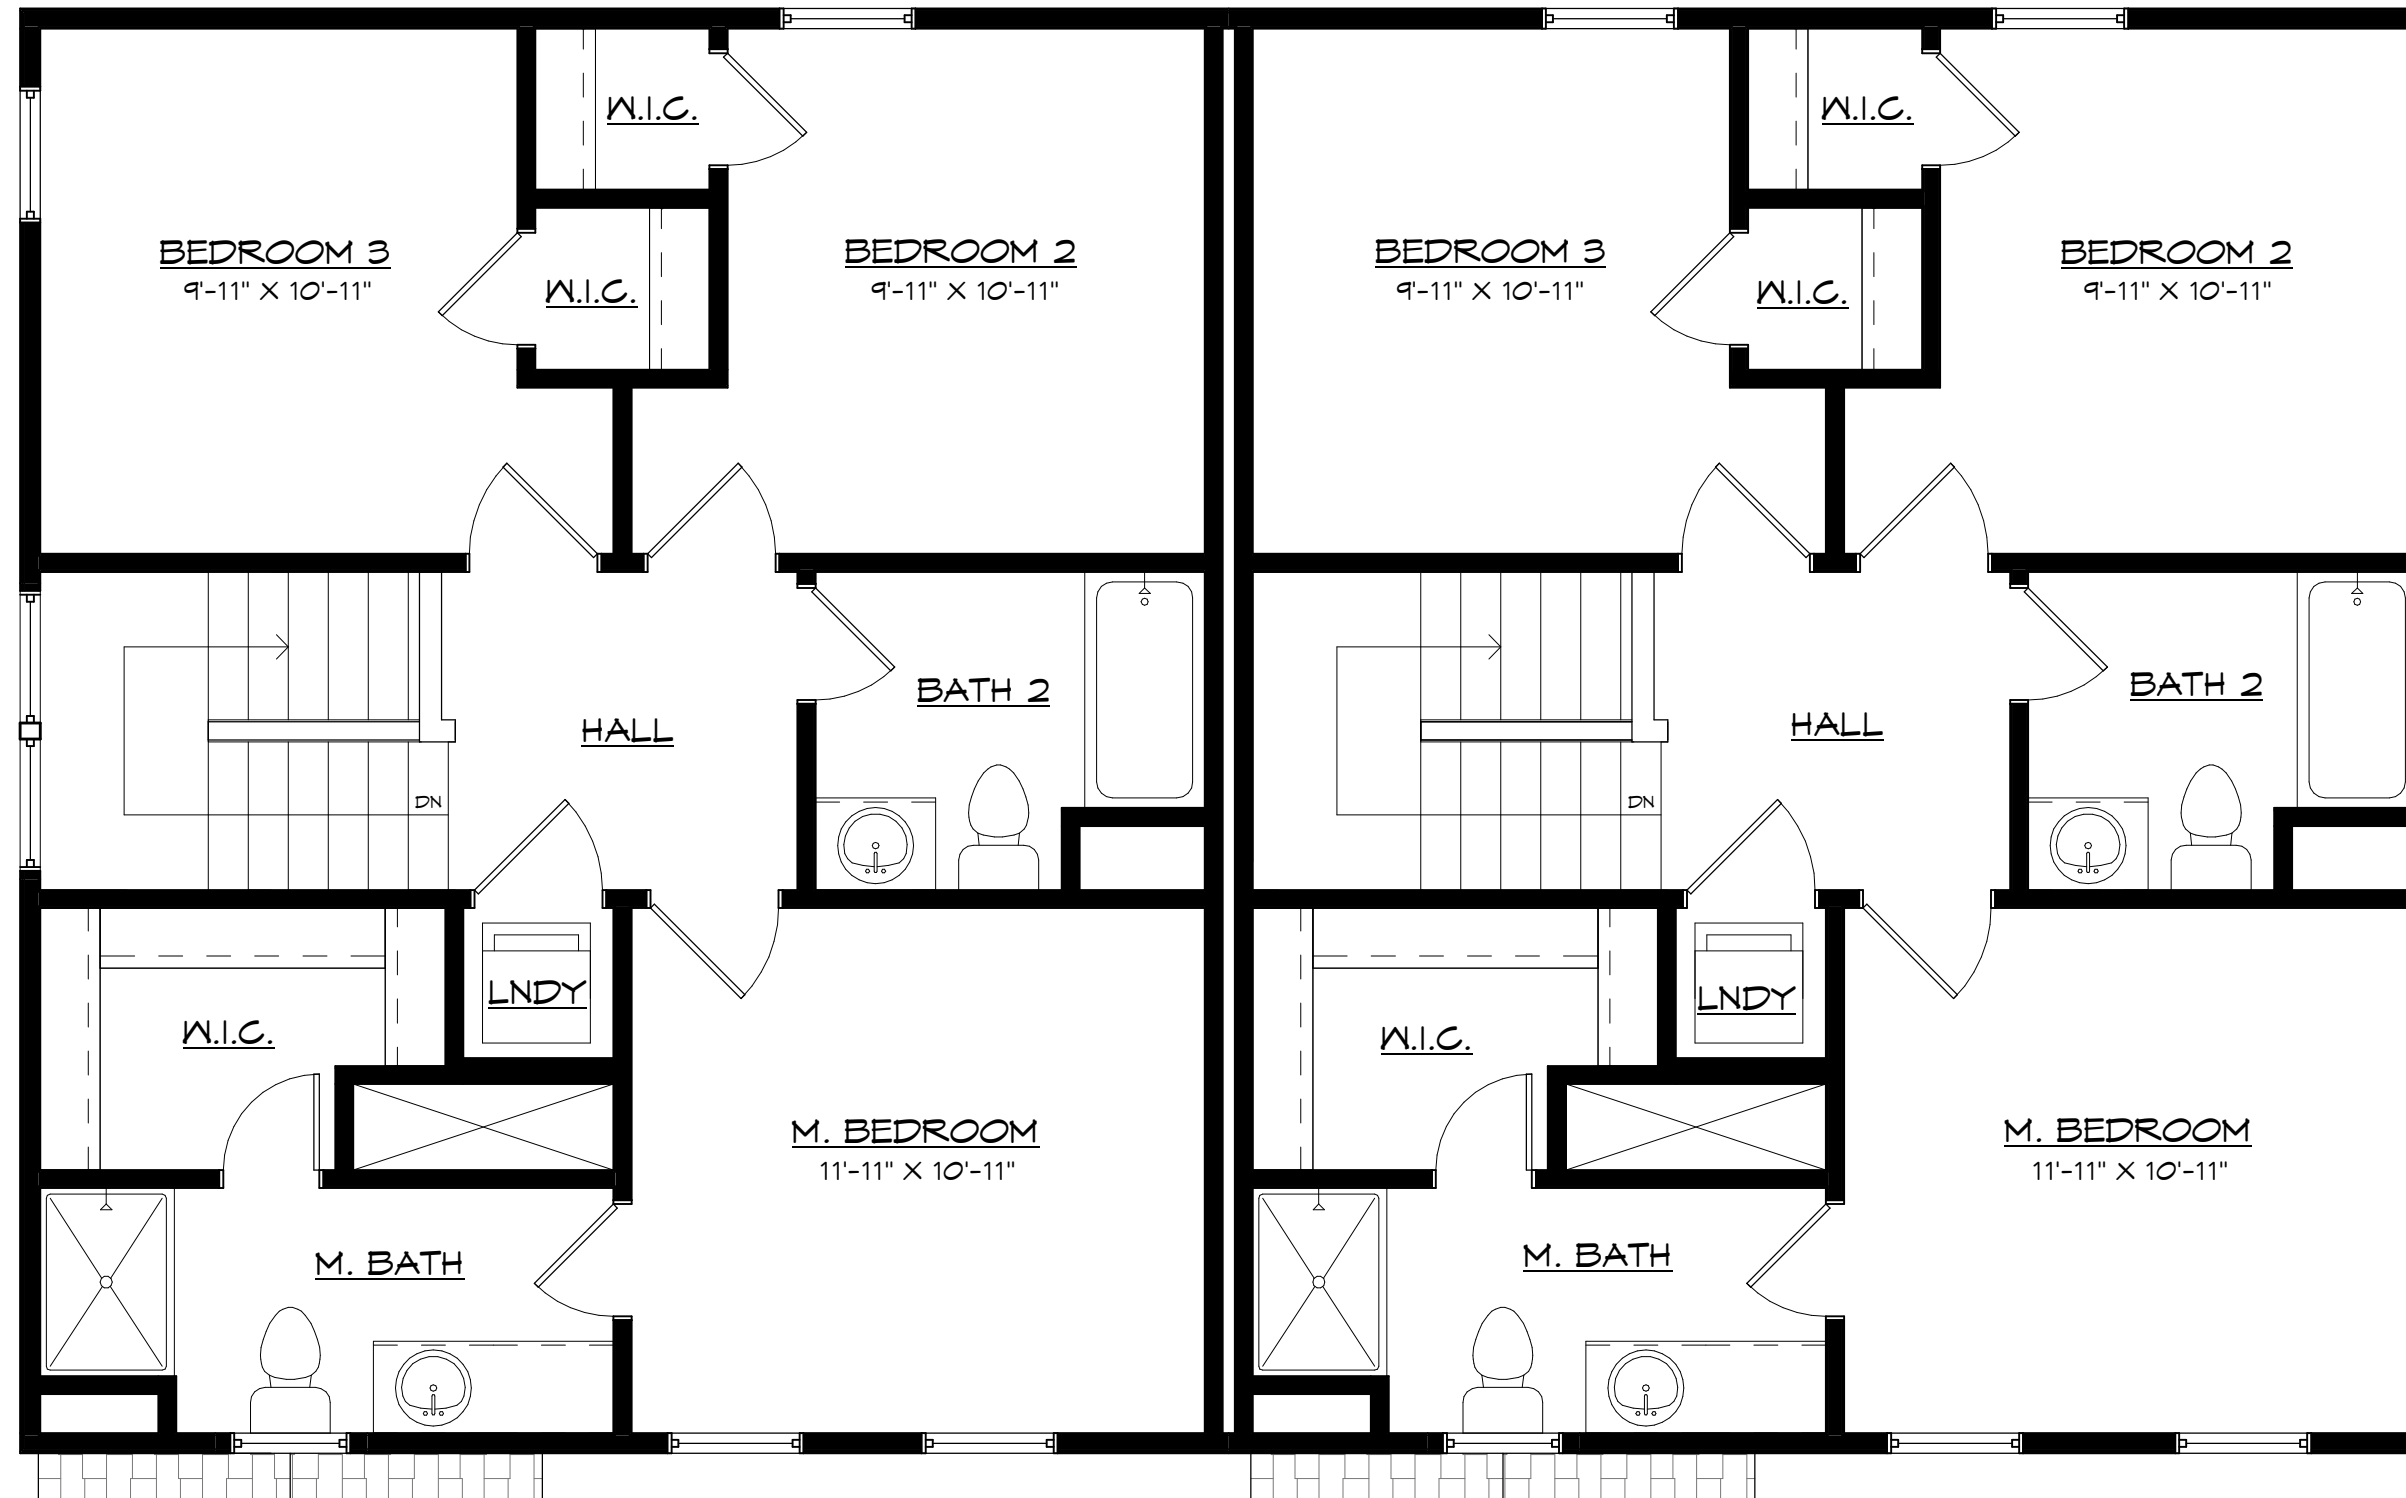 W.I.C.
BEDROOM 3
9'-11" X 10'-11"
W.I.C.
BEDROOM 2
9'-11" X 10'-11"
HALL
DN
BATH 2
LNDY
W.I.C.
M. BEDROOM
11'-11" X 10'-11"
M. BATH
W.I.C.
BEDROOM 3
9'-11" X 10'-11"
W.I.C.
BEDROOM 2
9'-11" X 10'-11"
HALL
DN
BATH 2
LNDY
W.I.C.
M. BEDROOM
11'-11" X 10'-11"
M. BATH